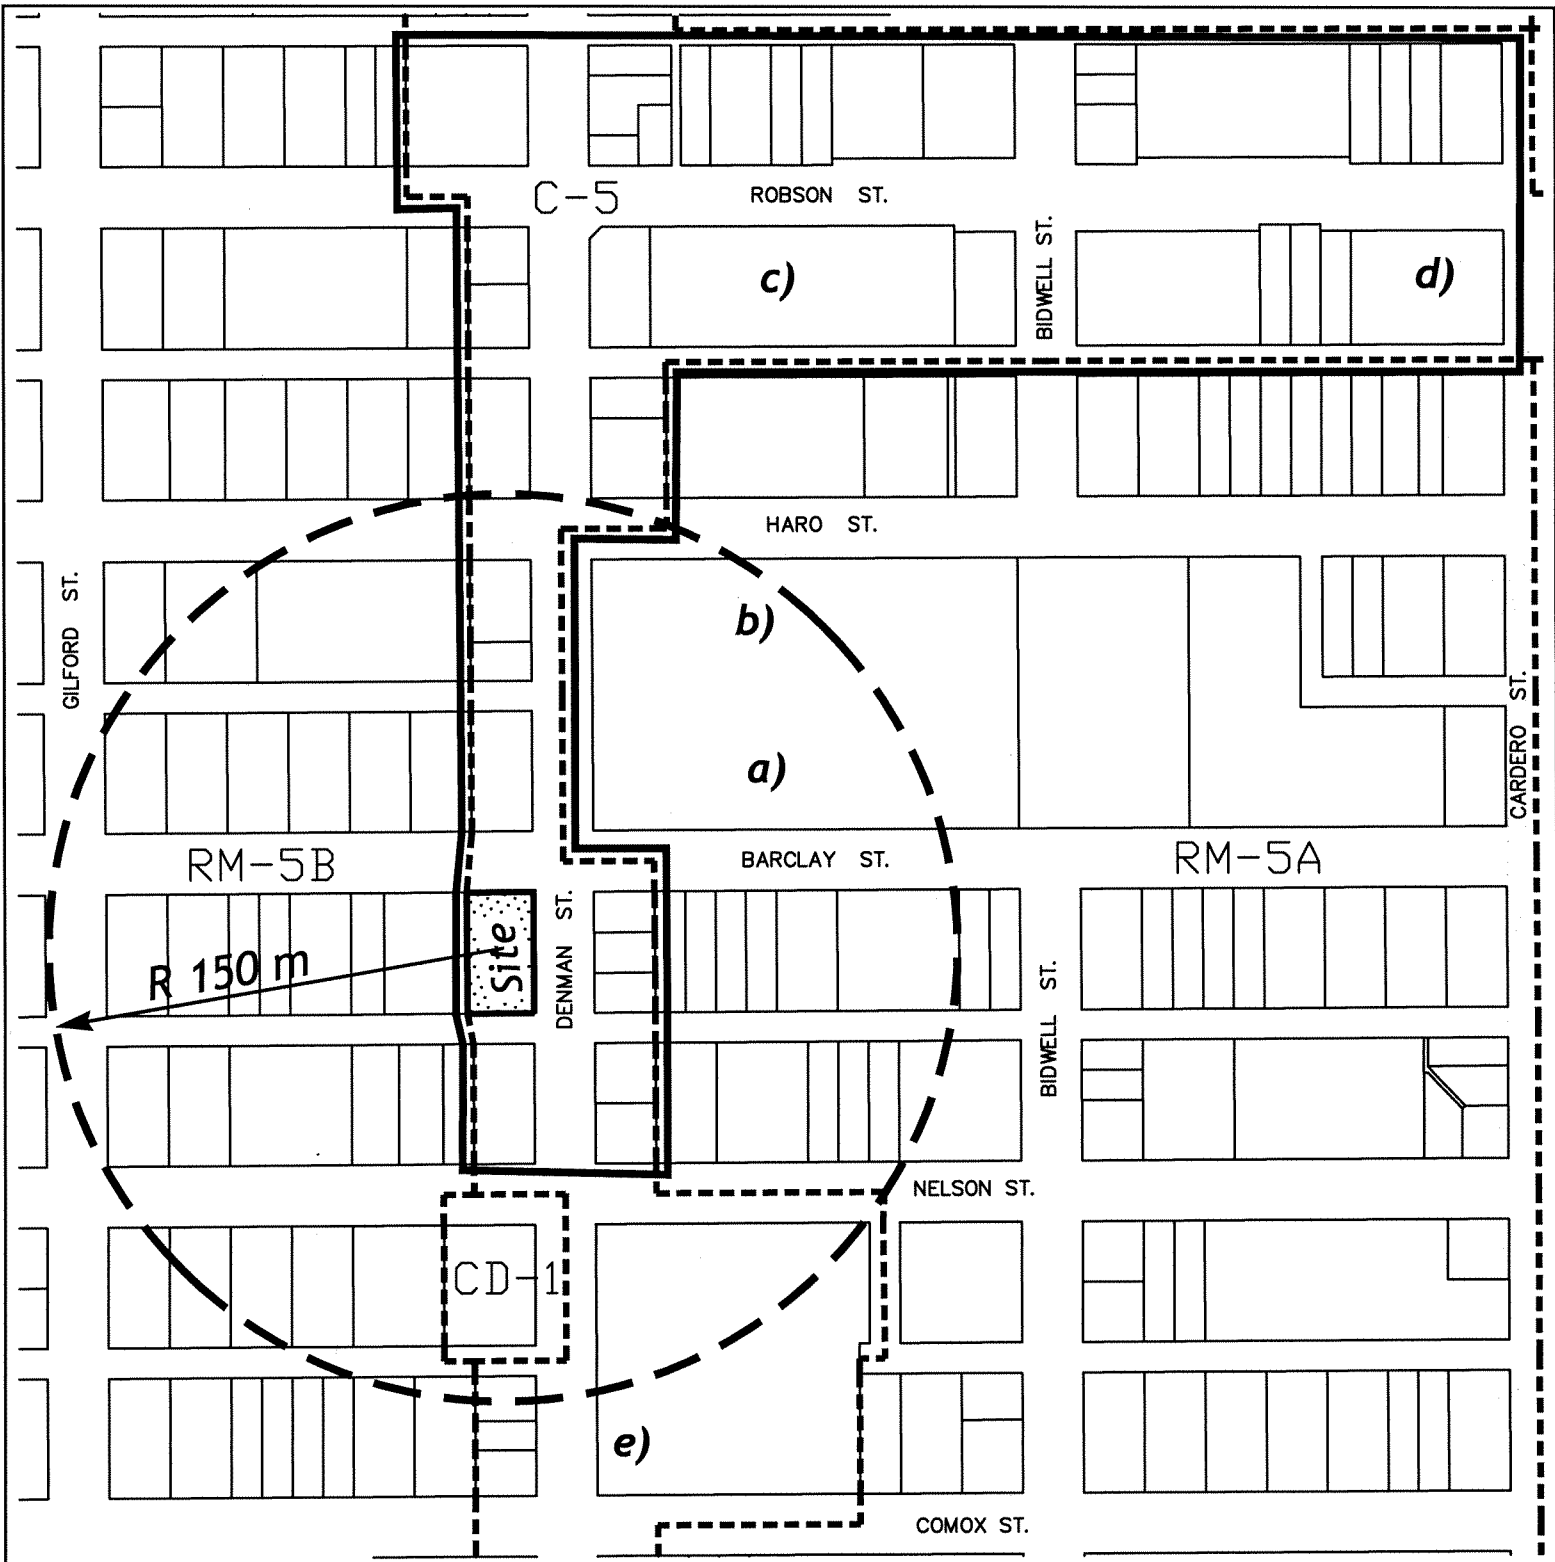 C-5
ROBSON ST.
BIDWELL ST.
c)
d)
HARO ST.
GILFORD ST.
b)
a)
CARDERO ST.
RM-5B
BARCLAY ST.
RM-5A
Site
DENMAN ST.
R 150 m
BIDWELL ST.
NELSON ST.
CD-1
e)
COMOX ST.